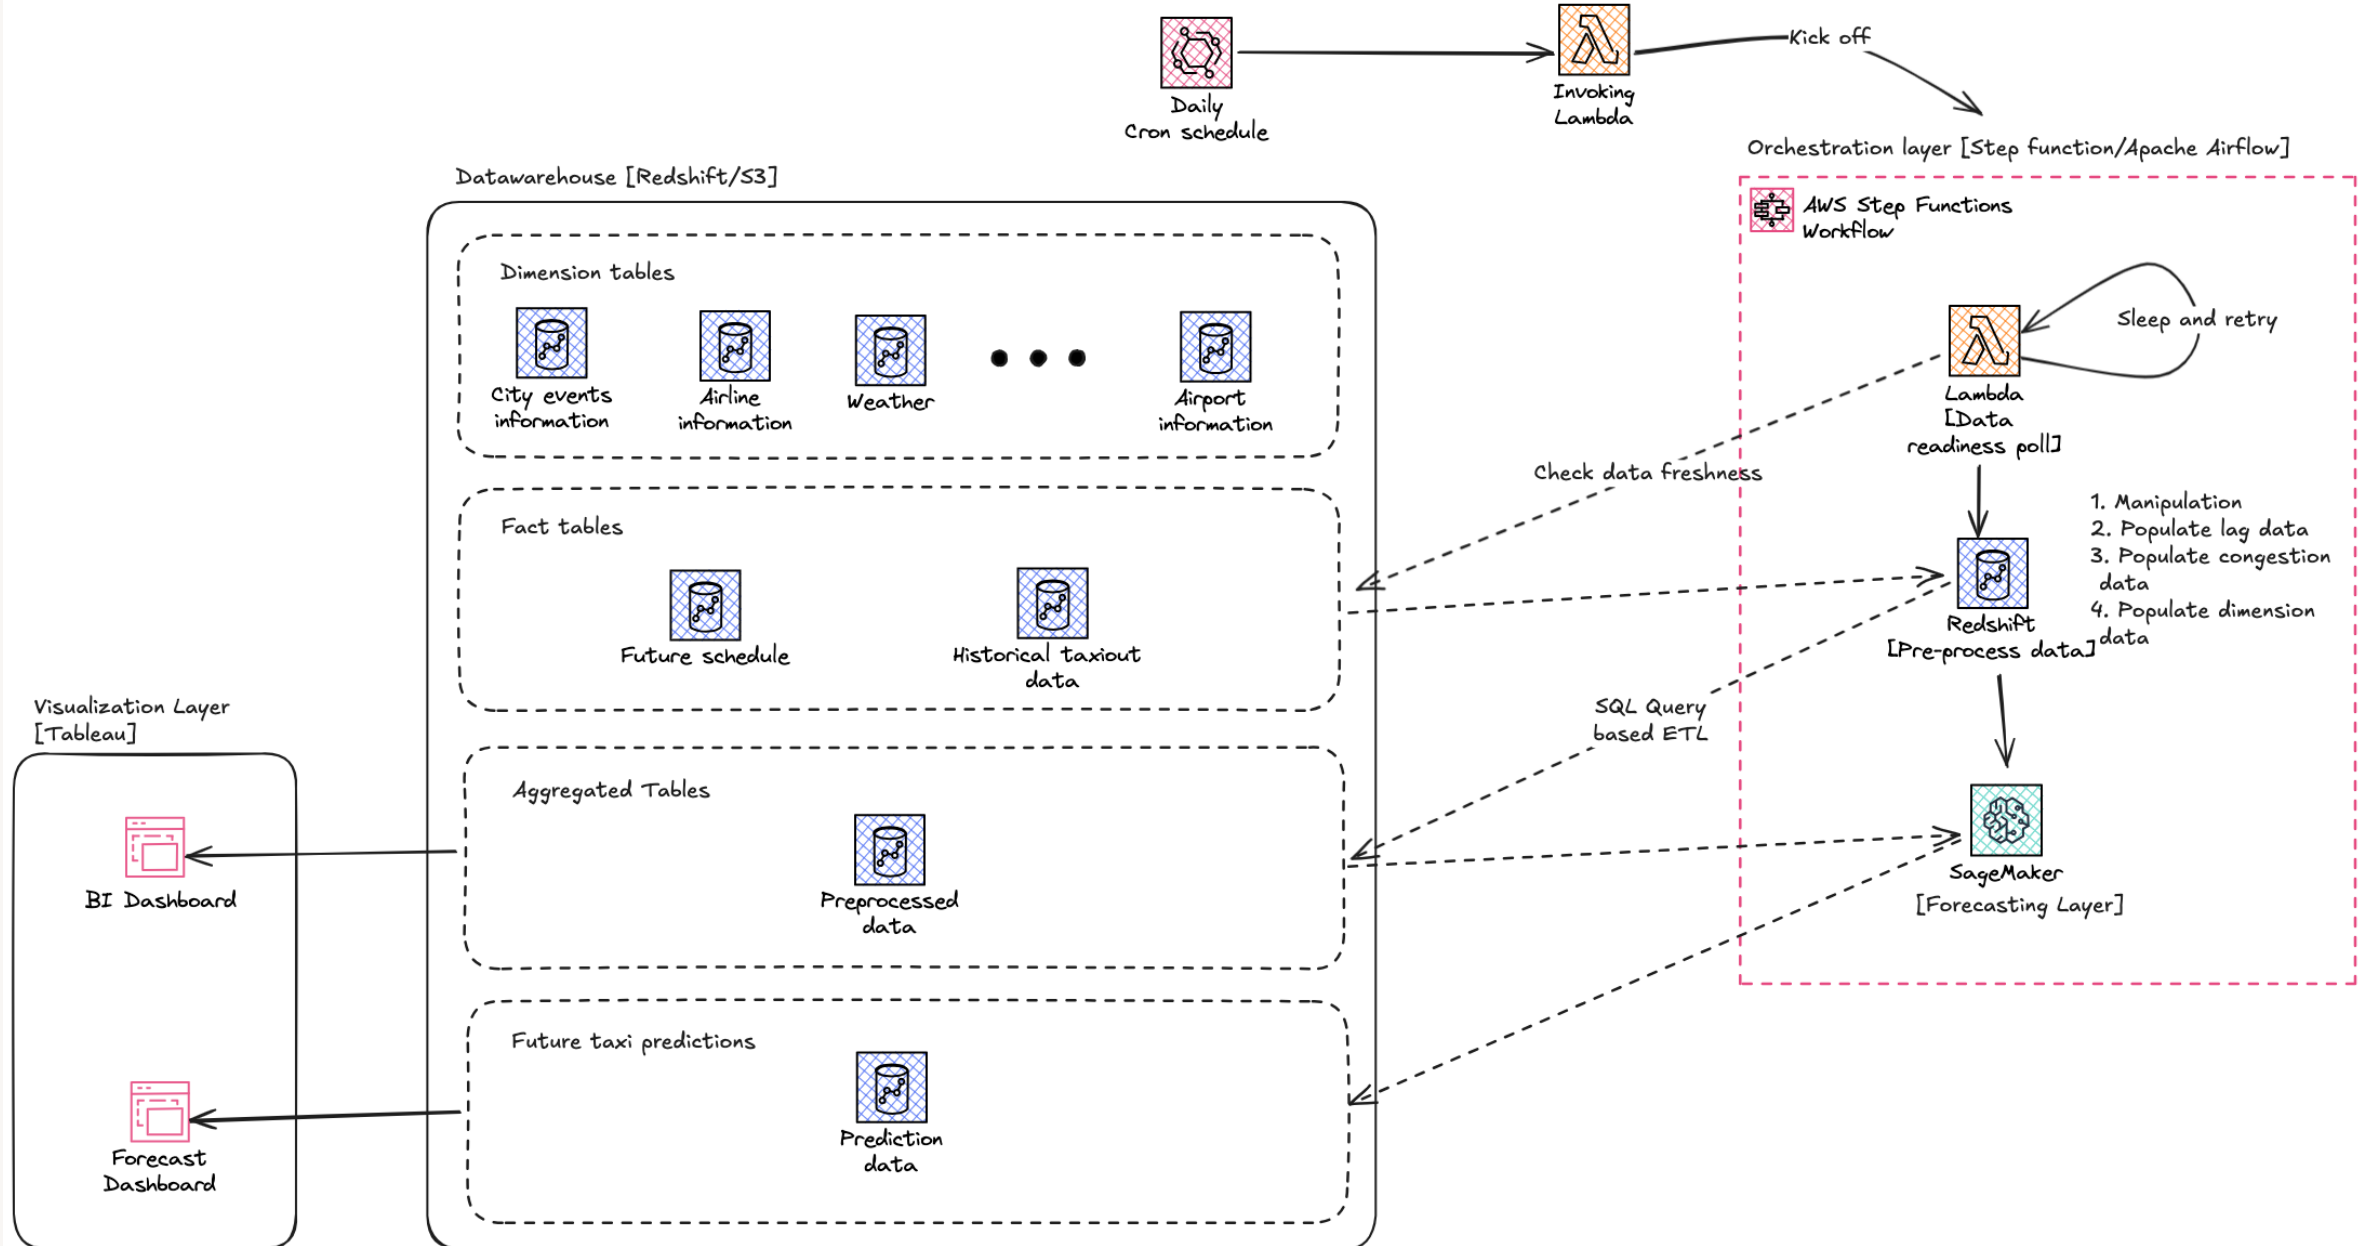 Daily
Cron schedule
Invoking
Lambda
Kick off
Orchestration layer [Step function/Apache Airflow]
AWS Step Functions
Workflow
Sleep and retry
Lambda
[Data
readiness poll]
Check data freshness
1. Manipulation
2. Populate lag data
3. Populate congestion
data
4. Populate dimension
data
Redshift
[Pre-process data]
SQL Query
based ETL
SageMaker
[Forecasting Layer]
Datawarehouse [Redshift/S3]
Dimension tables
City events
information
Airline
information
Weather
Airport
information
Fact tables
Future schedule
Historical taxiout
data
Aggregated Tables
Preprocessed
data
Future taxi predictions
Prediction
data
Visualization Layer
[Tableau]
BI Dashboard
Forecast
Dashboard